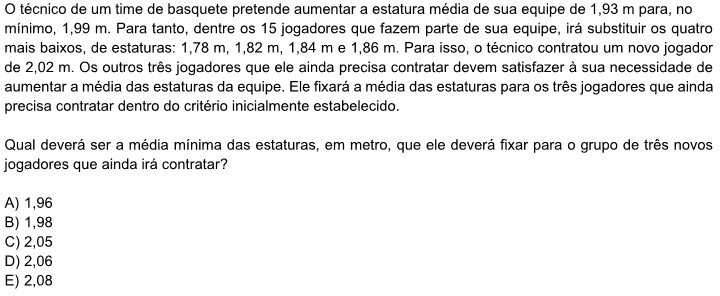 O técnico de um time de basquete pretende aumentar a estatura média de sua equipe de 1,93 m para, no
mínimo, 1,99 m. Para tanto, dentre os 15 jogadores que fazem parte de sua equipe, irá substituir os quatro
mais baixos, de estaturas: 1,78 m, 1,82 m, 1,84 m e 1,86 m. Para isso, o técnico contratou um novo jogador
de 2,02 m. Os outros três jogadores que ele ainda precisa contratar devem satisfazer à sua necessidade de
aumentar a média das estaturas da equipe. Ele fixará a média das estaturas para os três jogadores que ainda
precisa contratar dentro do critério inicialmente estabelecido.
Qual deverá ser a média mínima das estaturas, em metro, que ele deverá fixar para o grupo de três novos
jogadores que ainda irá contratar?
A) 1,96
B) 1,98
C) 2,05
D) 2,06
E) 2,08